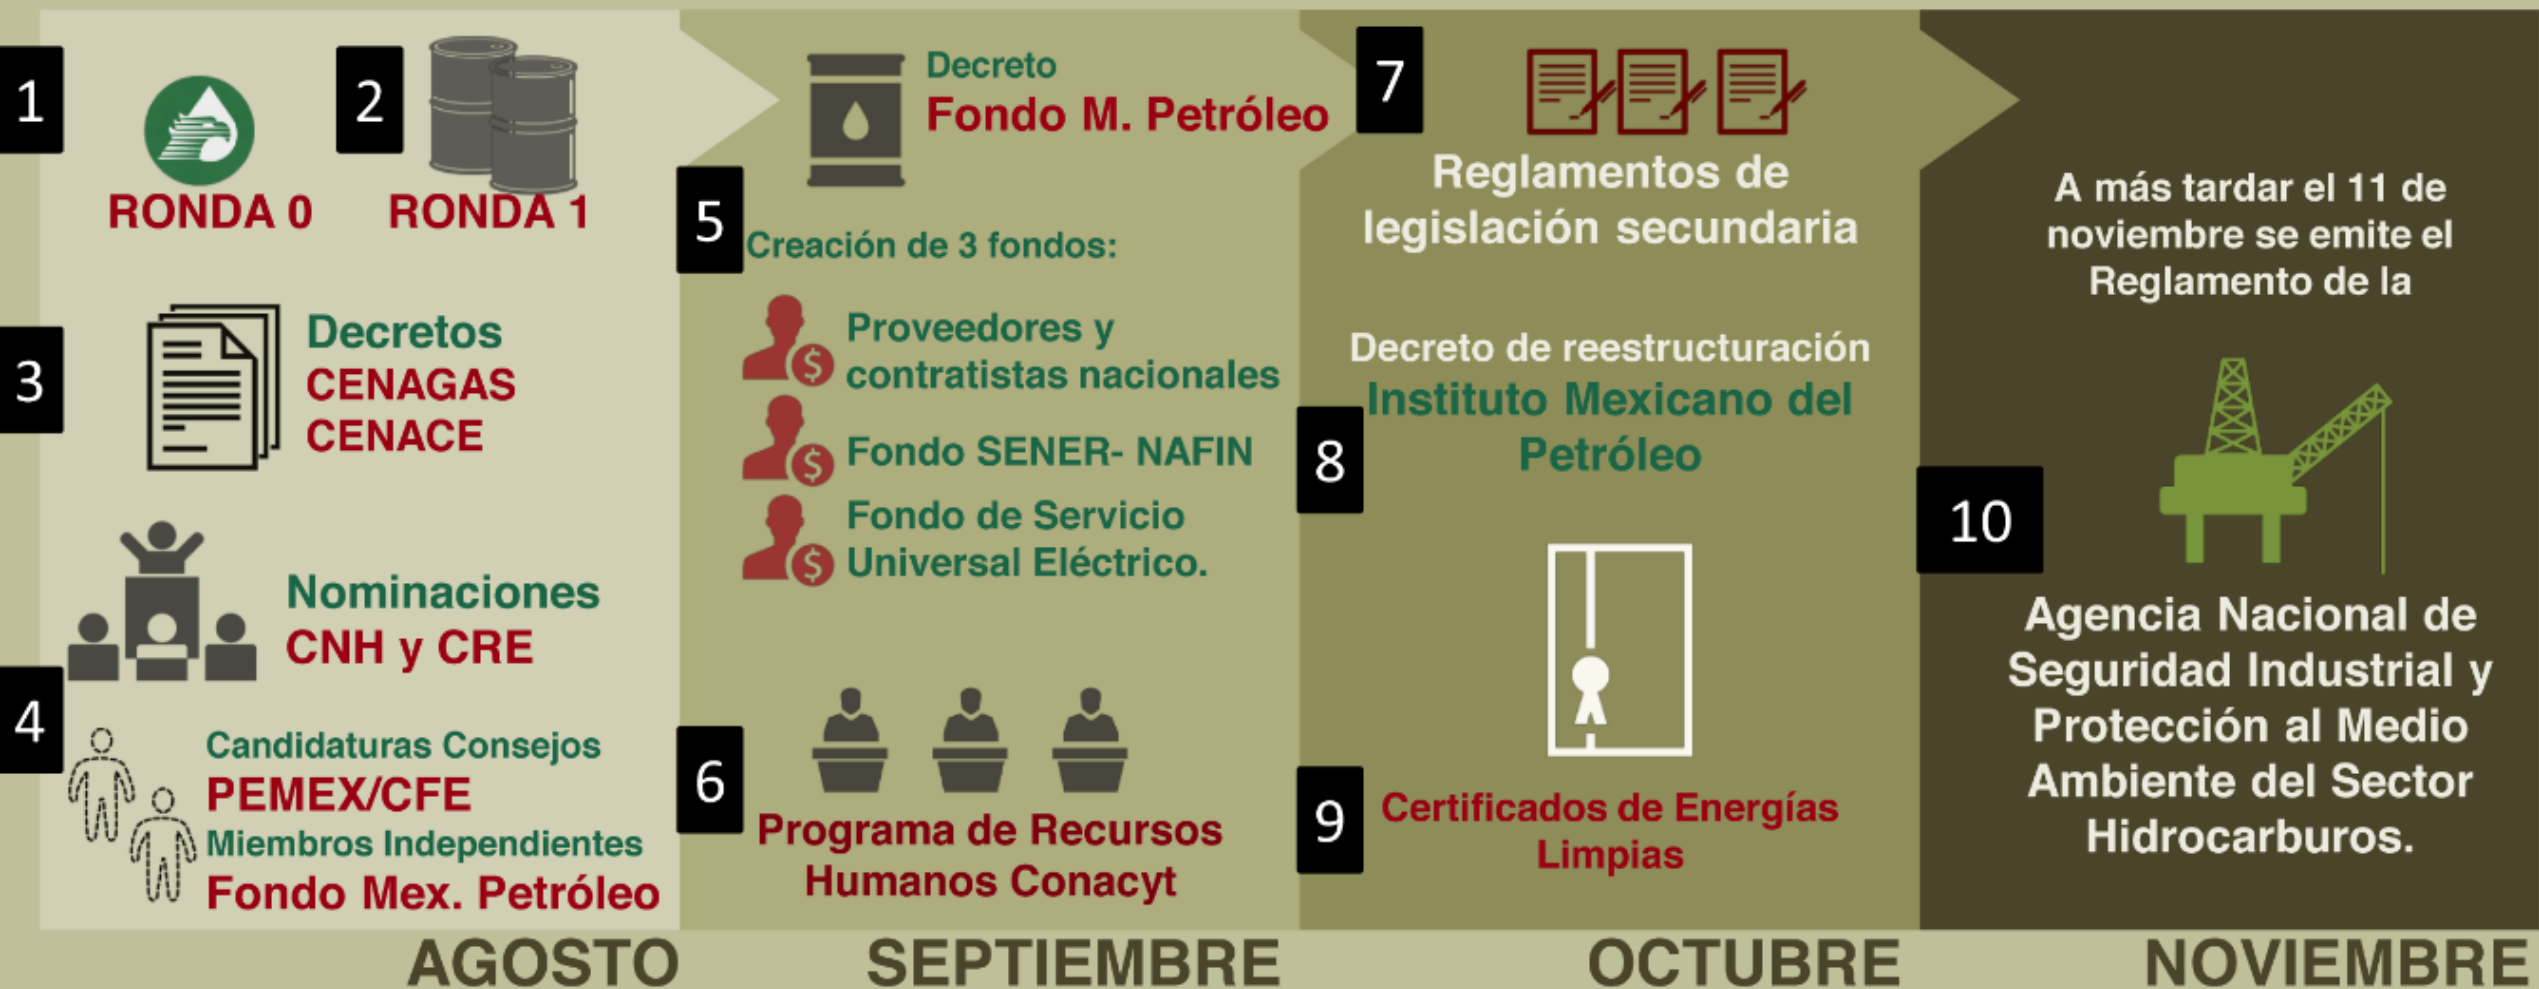 1
RONDA 0
2
RONDA 1
3
Decretos
CENAGAS
CENACE
4
Nominaciones
CNH y CRE
Candidaturas Consejos
PEMEX/CFE
Miembros Independientes
Fondo Mex. Petróleo
AGOSTO
Decreto
Fondo M. Petróleo
5
Creación de 3 fondos:
Proveedores y
contratistas nacionales
Fondo SENER- NAFIN
Fondo de Servicio
Universal Eléctrico.
6
Programa de Recursos
Humanos Conacyt
SEPTIEMBRE
7
Reglamentos de
legislación secundaria
8
Decreto de reestructuración
Instituto Mexicano del
Petróleo
9
Certificados de Energías
Limpias
OCTUBRE
A más tardar el 11 de
noviembre se emite el
Reglamento de la
10
Agencia Nacional de
Seguridad Industrial y
Protección al Medio
Ambiente del Sector
Hidrocarburos.
NOVIEMBRE